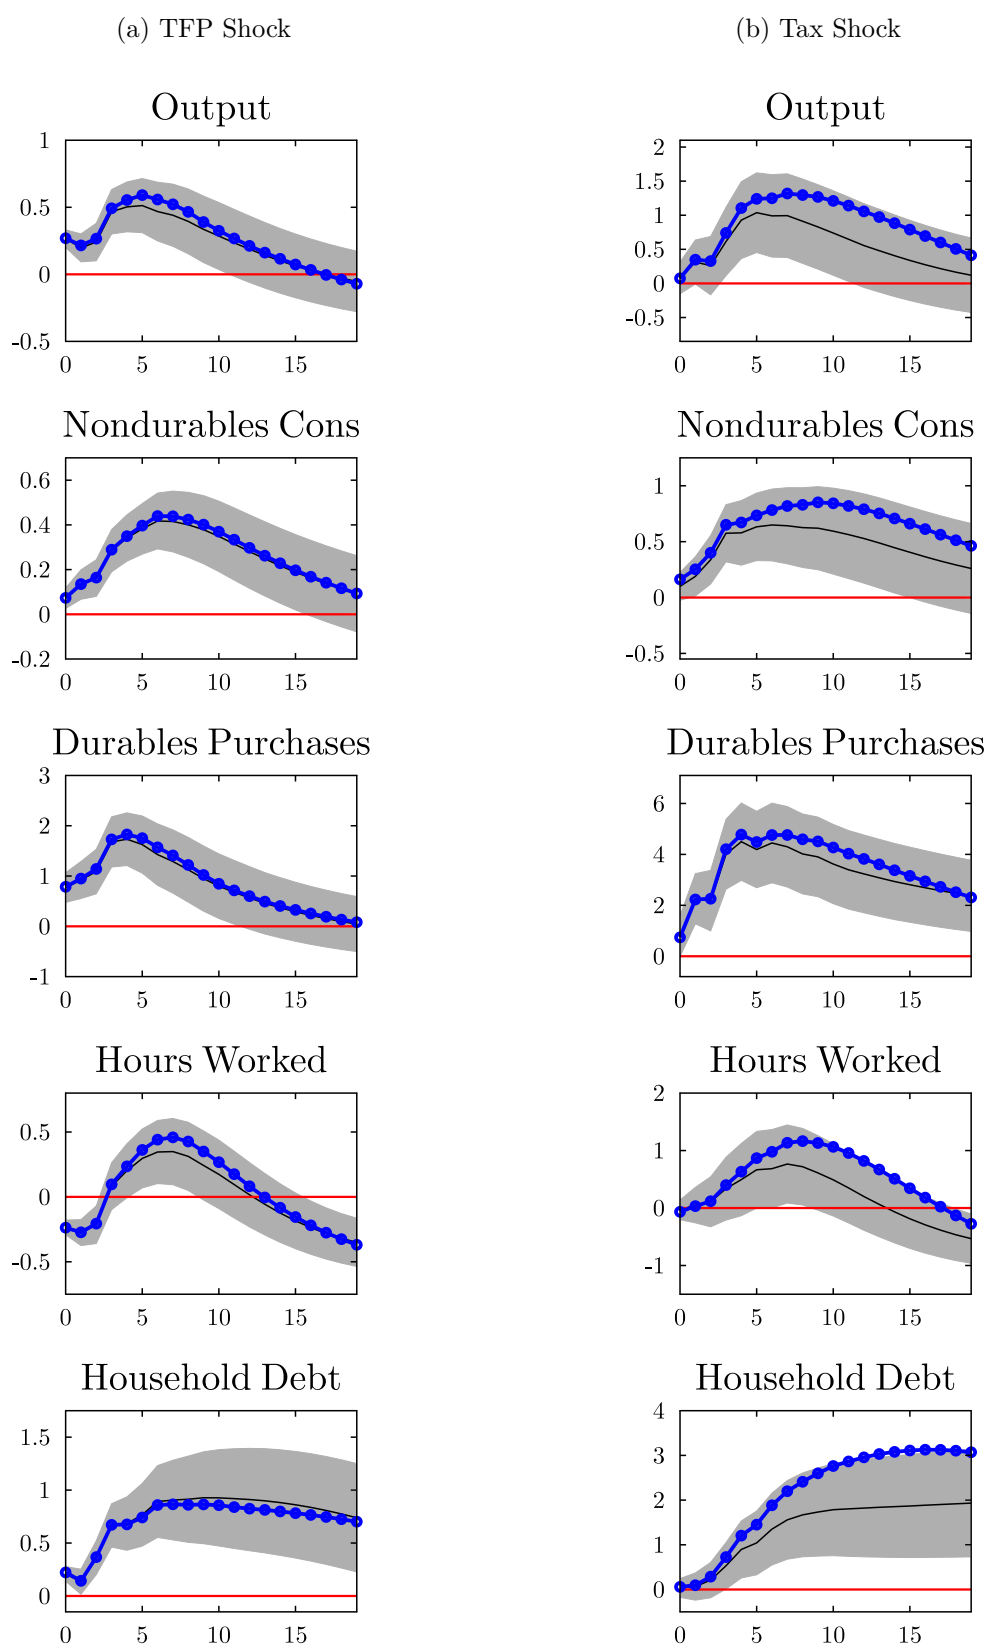 (a) TFP Shock
(b) Tax Shock
Output
Output
1
0.5
0
-0.5
0 5 10 15
2
1.5
1
0.5
0
-0.5
0 5 10 15
Nondurables Cons
Nondurables Cons
0.6
0.4
0.2
0
-0.2
0 5 10 15
1
0.5
0
-0.5
0 5 10 15
Durables Purchases
Durables Purchases
3
2
1
0
-1
0 5 10 15
6
4
2
0
0 5 10 15
Hours Worked
Hours Worked
0.5
0
-0.5
0 5 10 15
2
1
0
-1
0 5 10 15
Household Debt
Household Debt
1.5
1
0.5
0
0 5 10 15
4
3
2
1
0
0 5 10 15